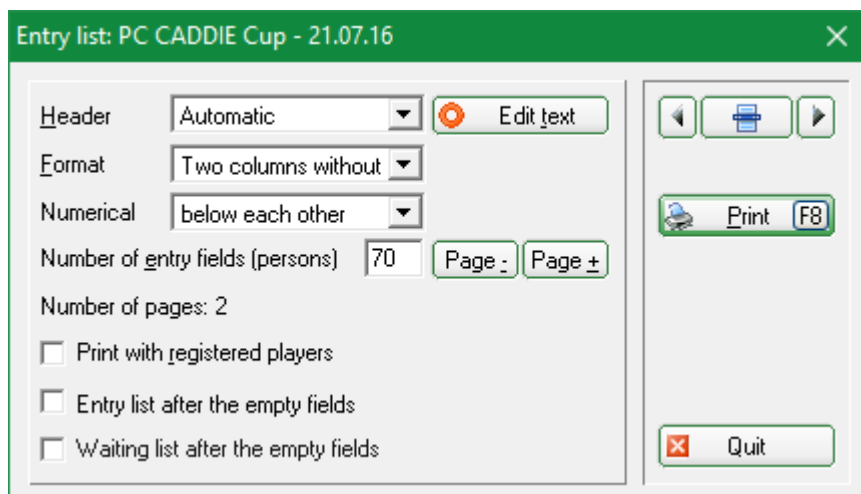 Entry list: PC CADDIE Cup - 21.07.16
Header Automatic Edit text
Format Two columns without
Numerical below each other
Print F8
Number of entry fields (persons) 70 Page - Page +
Number of pages: 2
Print with registered players
Entry list after the empty fields
Waiting list after the empty fields
Quit